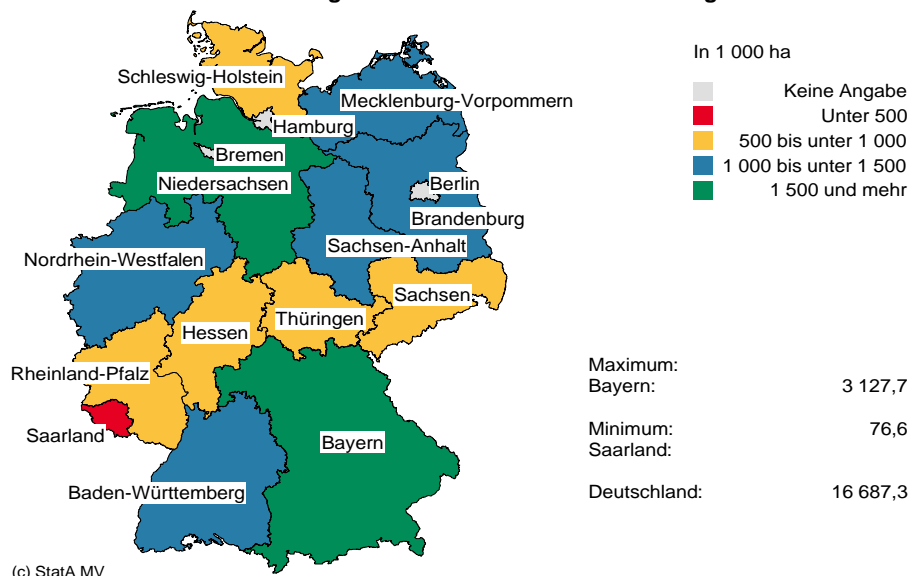 In 1 000 ha
Keine Angabe
Unter 500
500 bis unter 1 000
1 000 bis unter 1 500
1 500 und mehr
Schleswig-Holstein
Mecklenburg-Vorpommern
Hamburg
Bremen
Niedersachsen
Berlin
Brandenburg
Sachsen-Anhalt
Nordrhein-Westfalen
Sachsen
Thüringen
Hessen
Rheinland-Pfalz
Saarland
Bayern
Baden-Württemberg
Maximum:
Bayern: 3 127,7
Minimum: 76,6
Saarland:
Deutschland: 16 687,3
(c) StatA MV